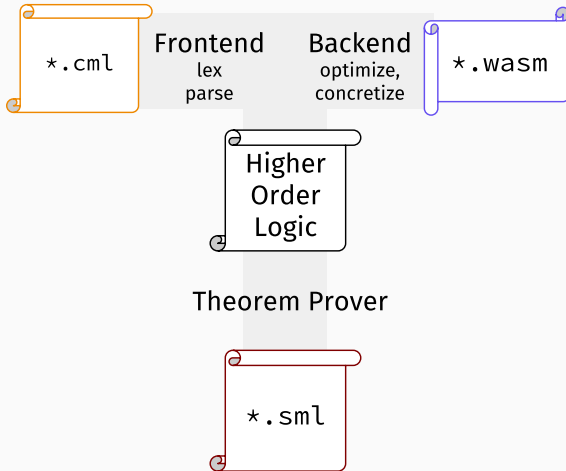 *.cml
Frontend
lex
parse
Backend
optimize,
concretize
*.wasm
Higher
Order
Logic
Theorem Prover
*.sml